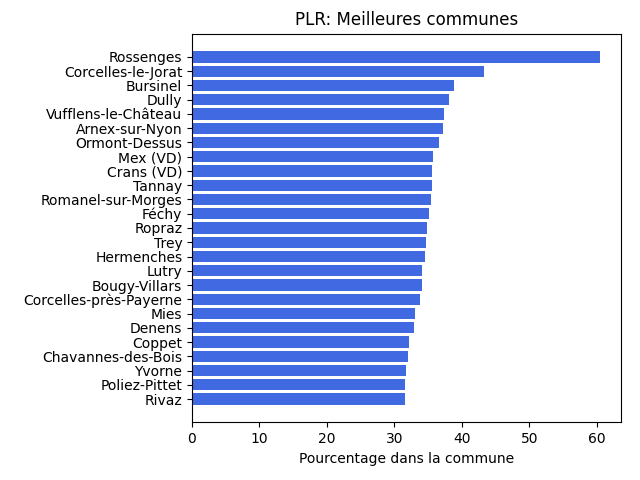 PLR: Meilleures communes
Rossenges
Corcelles-le-Jorat
Bursinel
Dully
Vufflens-le-Château
Arnex-sur-Nyon
Ormont-Dessus
Mex (VD)
Crans (VD)
Tannay
Romanel-sur-Morges
Féchy
Ropraz
Trey
Hermenches
Lutry
Bougy-Villars
Corcelles-près-Payerne
Mies
Denens
Coppet
Chavannes-des-Bois
Yvorne
Poliez-Pittet
Rivaz
0 10 20 30 40 50 60
Pourcentage dans la commune